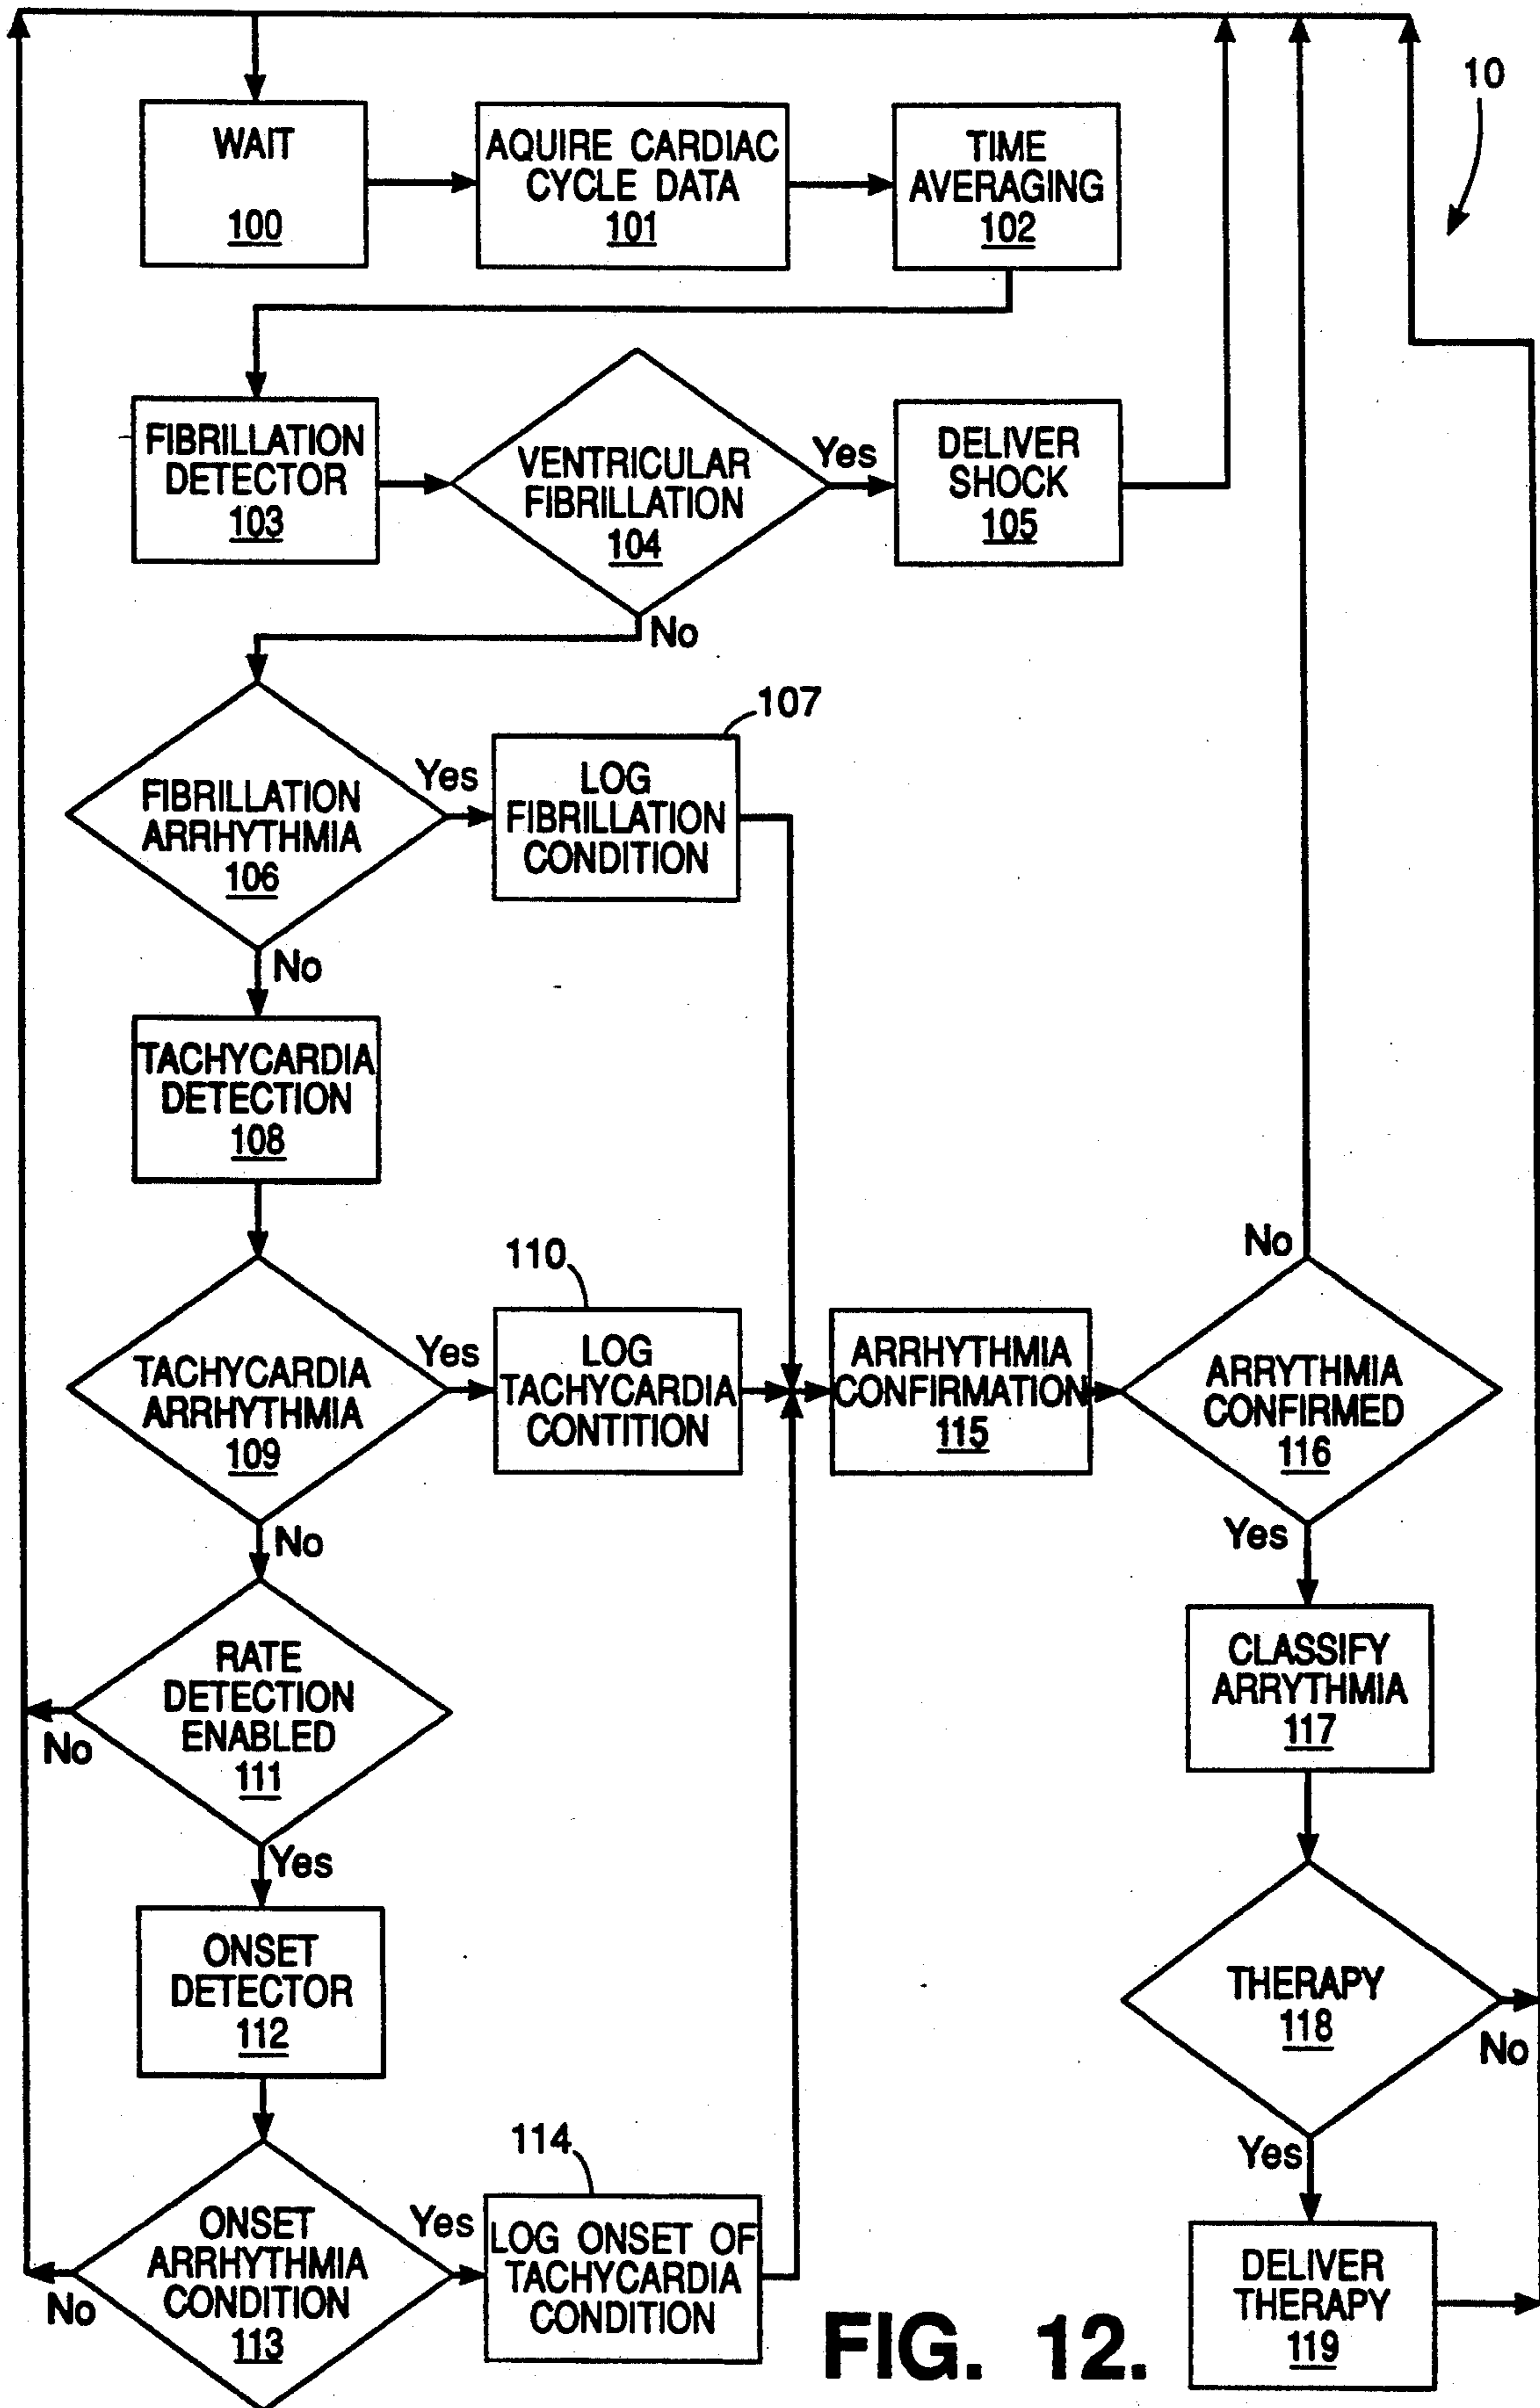 10
WAIT
100
AQUIRE CARDIAC
CYCLE DATA
101
TIME
AVERAGING
102
FIBRILLATION
DETECTOR
103
VENTRICULAR
FIBRILLATION
104
Yes
No
DELIVER
SHOCK
105
FIBRILLATION
ARRHYTHMIA
106
Yes
No
107
LOG
FIBRILLATION
CONDITION
TACHYCARDIA
DETECTION
108
TACHYCARDIA
ARRHYTHMIA
109
Yes
No
110
LOG
TACHYCARDIA
CONTITION
ARRHYTHMIA
CONFIRMATION
115
No
ARRYTHMIA
CONFIRMED
116
Yes
RATE
DETECTION
ENABLED
111
No
Yes
CLASSIFY
ARRYTHMIA
117
ONSET
DETECTOR
112
THERAPY
118
No
Yes
ONSET
ARRHYTHMIA
CONDITION
113
No
Yes
114
LOG ONSET OF
TACHYCARDIA
CONDITION
DELIVER
THERAPY
119
FIG. 12.